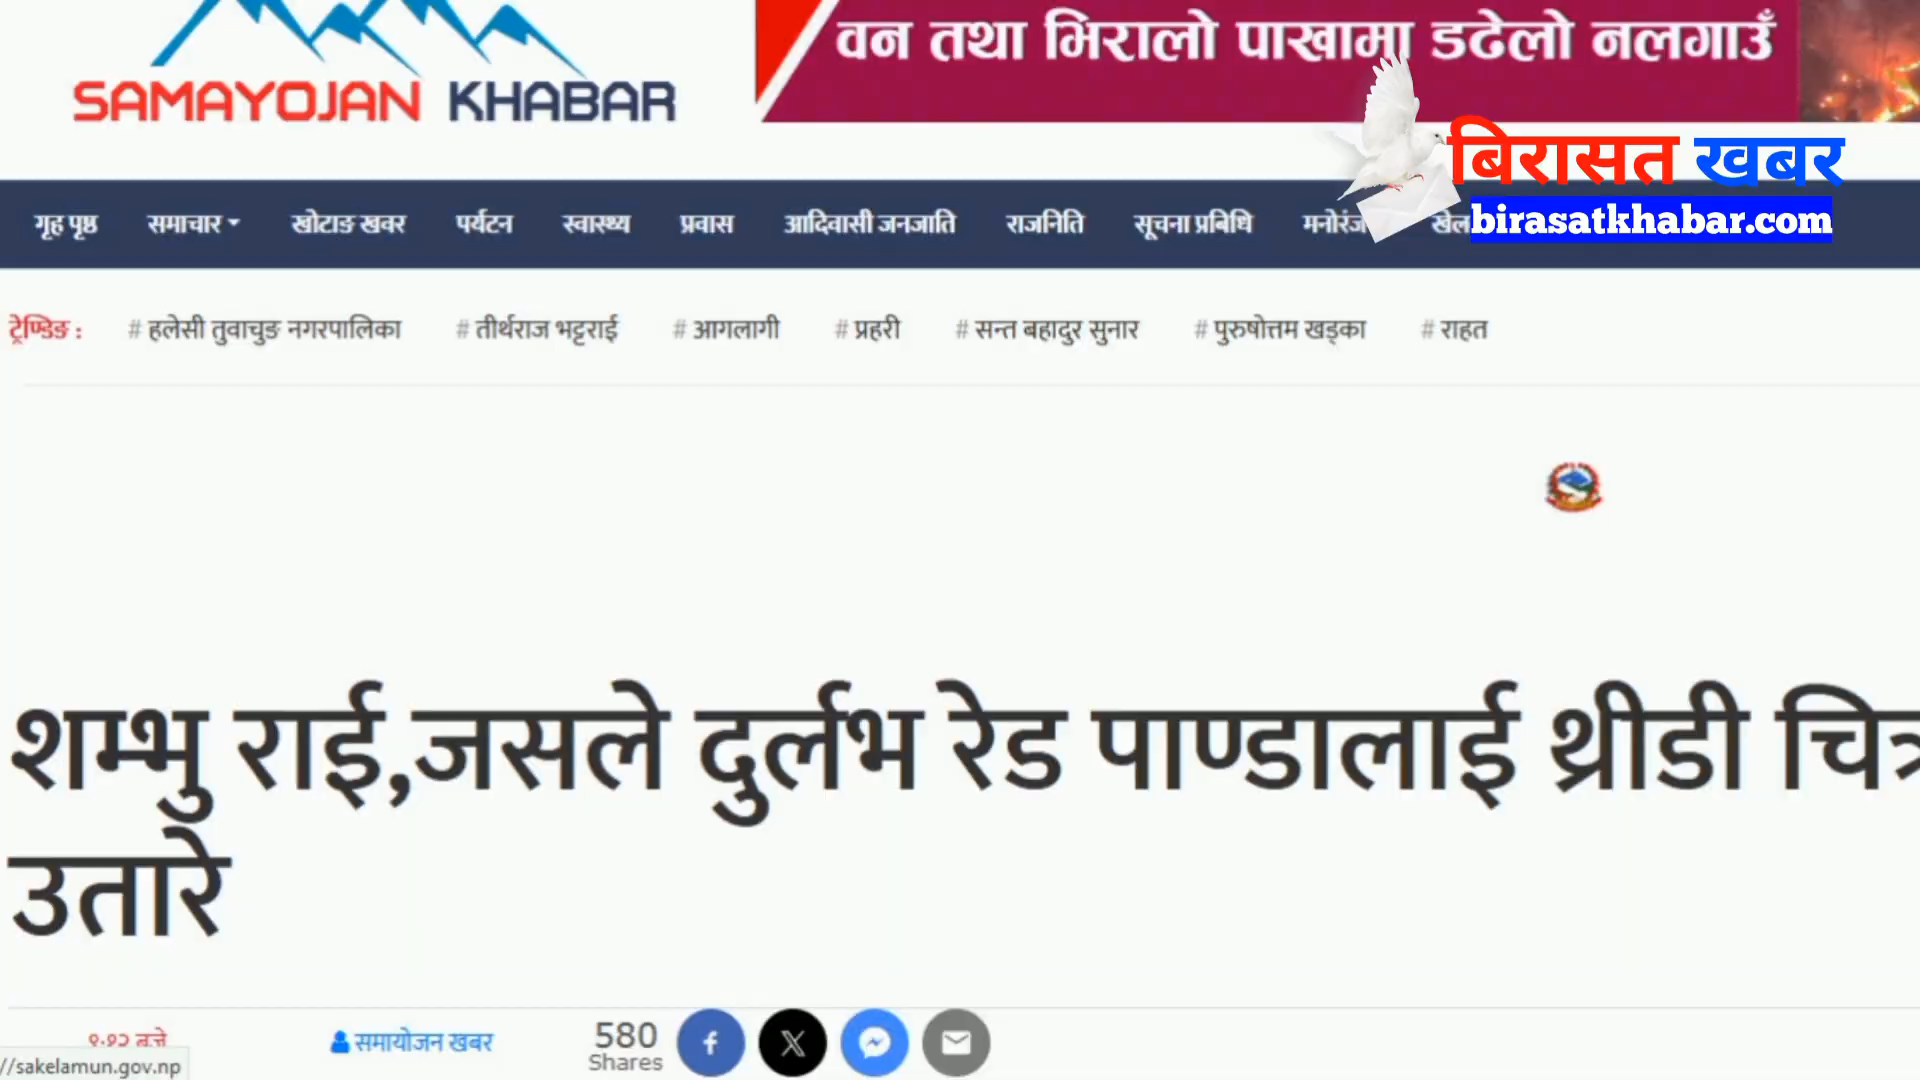 SAMAYOJAN KHABAR
वन तथा भिरालो पाखामा डढेलो नलगाउँ
बिरासत खबर
birasatkhabar.com
गृह पृष्ठ समाचार खोटाङ खवर पर्यटन स्वास्थ्य प्रवास आदिवासी जनजाति राजनिति सूचना प्रबिधि
ट्रेण्डिङ : # हलेसी तुवाचुङ नगरपालिका # तीर्थराज भट्टराई # आगलागी # प्रहरी # सन्त बहादुर सुनार # पुरुषोत्तम खड्का # राहत
शम्भु राई,जसले दुर्लभ रेड पाण्डालाई थ्रीडी चित्र
उतारे
समायोजन खबर
580
Shares
//sakelamun.gov.np